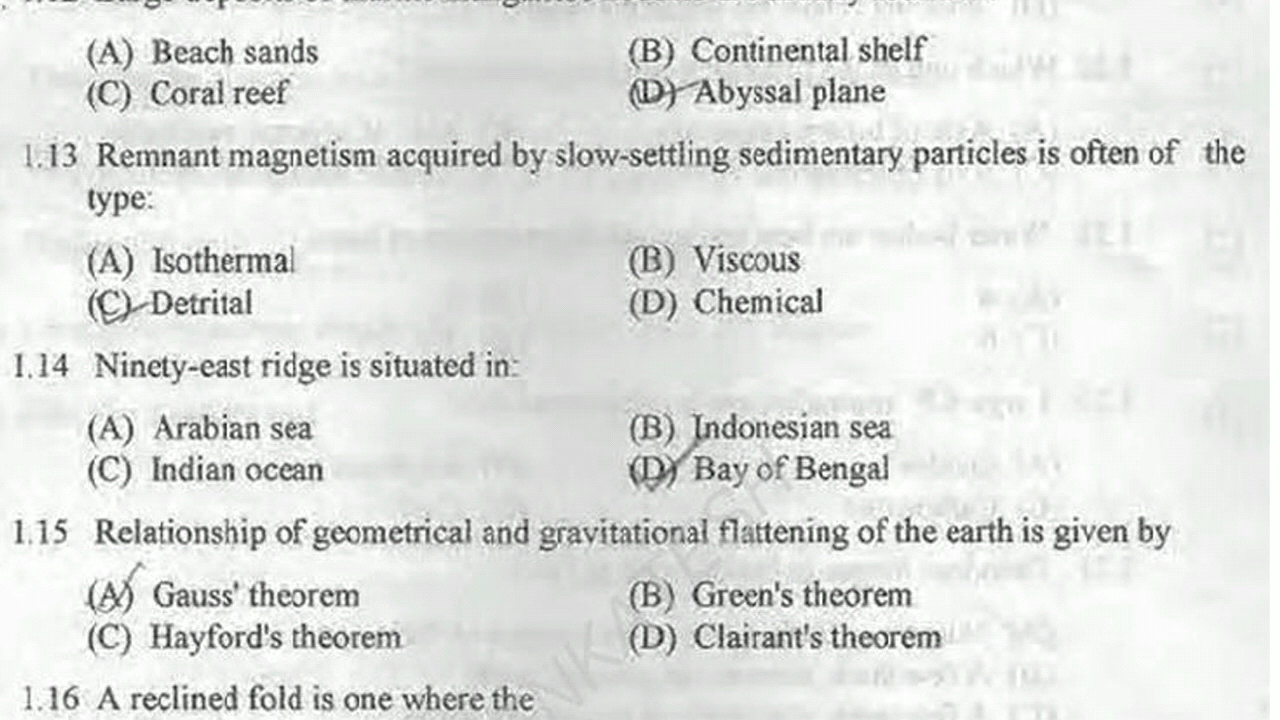 (A) Beach sands (B) Continental shelf
(C) Coral reef (D) Abyssal plane
1.13 Remnant magnetism acquired by slow-settling sedimentary particles is often of the
type:
(A) Isothermal (B) Viscous
(C) Detrital (D) Chemical
1.14 Ninety-east ridge is situated in:
(A) Arabian sea (B) Indonesian sea
(C) Indian ocean (D) Bay of Bengal
1.15 Relationship of geometrical and gravitational flattening of the earth is given by
(A) Gauss' theorem (B) Green's theorem
(C) Hayford's theorem (D) Clairant's theorem
1.16 A reclined fold is one where the